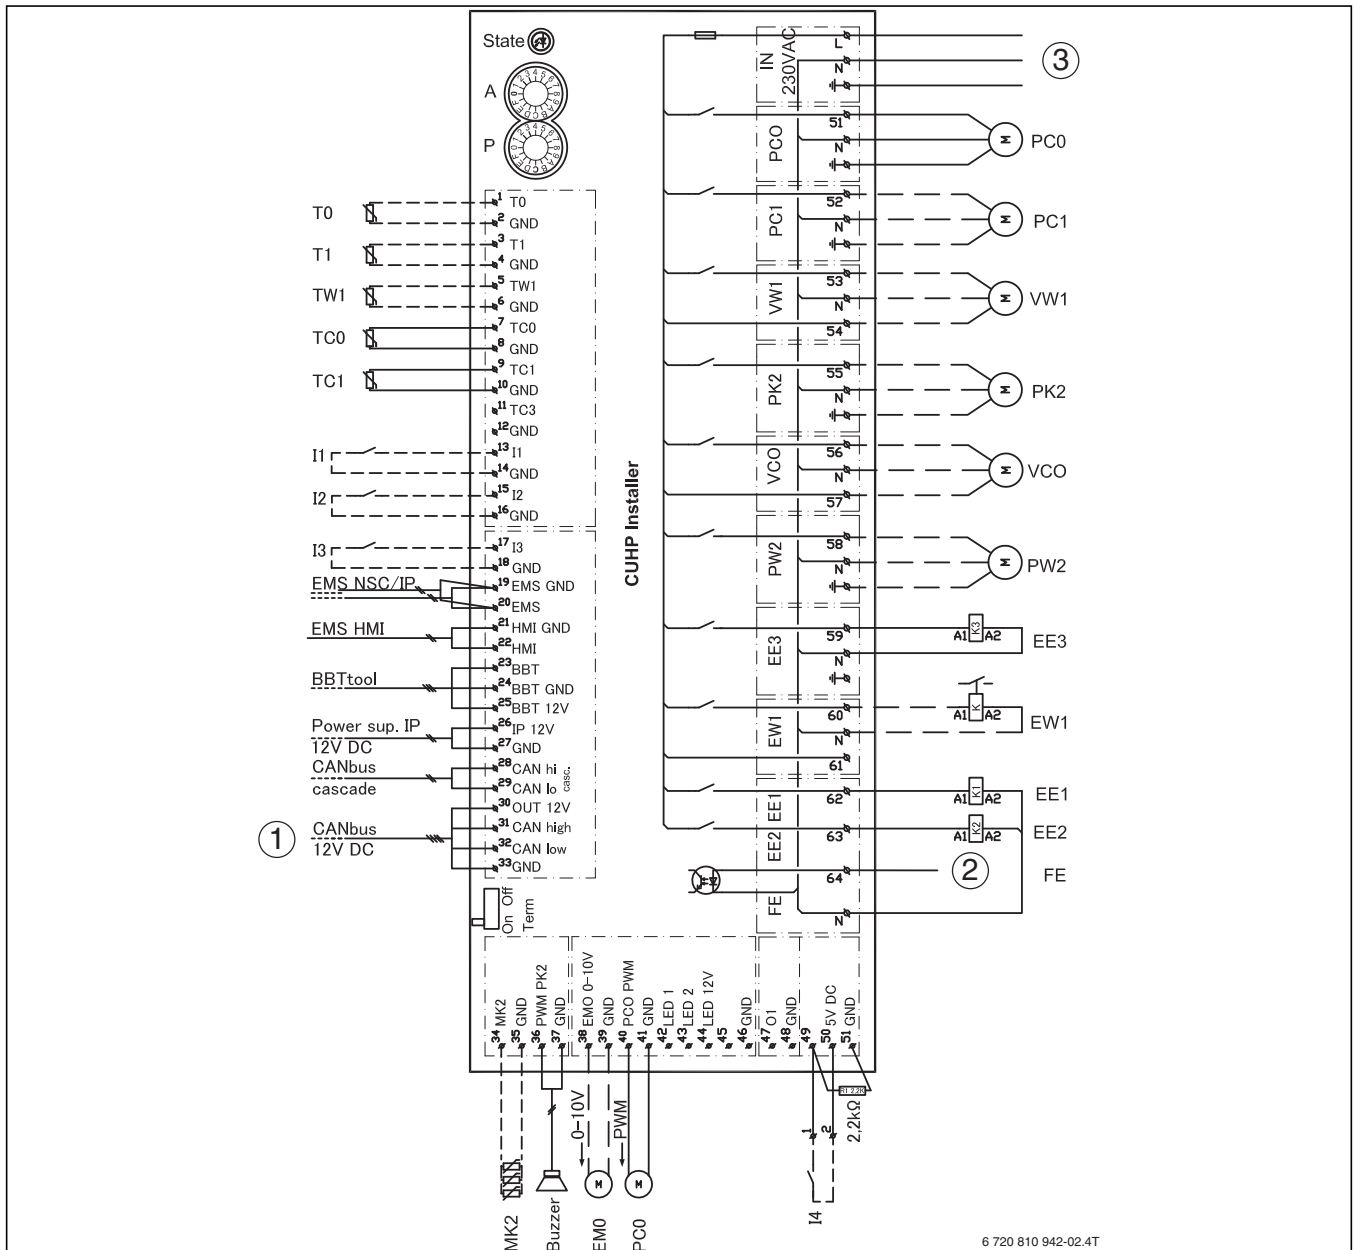 State
A
P
T0
T1
TW1
TC0
TC1
I1
I2
I3
EMS NSC/IP
EMS HMI
BBTtool
Power sup. IP
12V DC
CANbus
cascade
1
CANbus
12V DC
1 T0
2 GND
3 T1
4 GND
5 TW1
6 GND
7 TC0
8 GND
9 TC1
10 GND
11 TC3
12 GND
13 I1
14 GND
15 I2
16 GND
17 I3
18 GND
19 EMS GND
20 EMS
21 HMI GND
22 HMI
23 BBT
24 BBT GND
25 BBT 12V
26 IP 12V
27 GND
28 CAN hi
29 CAN lo
casc.
30 OUT 12V
31 CAN high
32 CAN low
33 GND
On Off
Term
CUHP Installer
IN
230VAC
L
N
3
PCO
51
N
M
PC0
PC1
52
N
M
PC1
VW1
53
N
54
M
VW1
PK2
55
N
M
PK2
VCO
56
N
57
M
VCO
PW2
58
N
M
PW2
EE3
59
N
A1 K3 A2
EE3
EW1
60
N
61
A1 K A2
EW1
EE1
62
A1 K1 A2
EE1
EE2
63
A1 K2 A2
EE2
FE
64
N
2
FE
34 MK2
35 GND
36 PWM PK2
37 GND
38 EMO 0-10V
39 GND
40 PCO PWM
41 GND
42 LED 1
43 LED 2
44 LED 12V
45
46 GND
47 O1
48 GND
49
50 5V DC
51 GND
0-10V
PWM
M
M
R1 2,2K
2,2kΩ
1
2
MK2
Buzzer
EM0
PC0
I4
6 720 810 942-02.4T